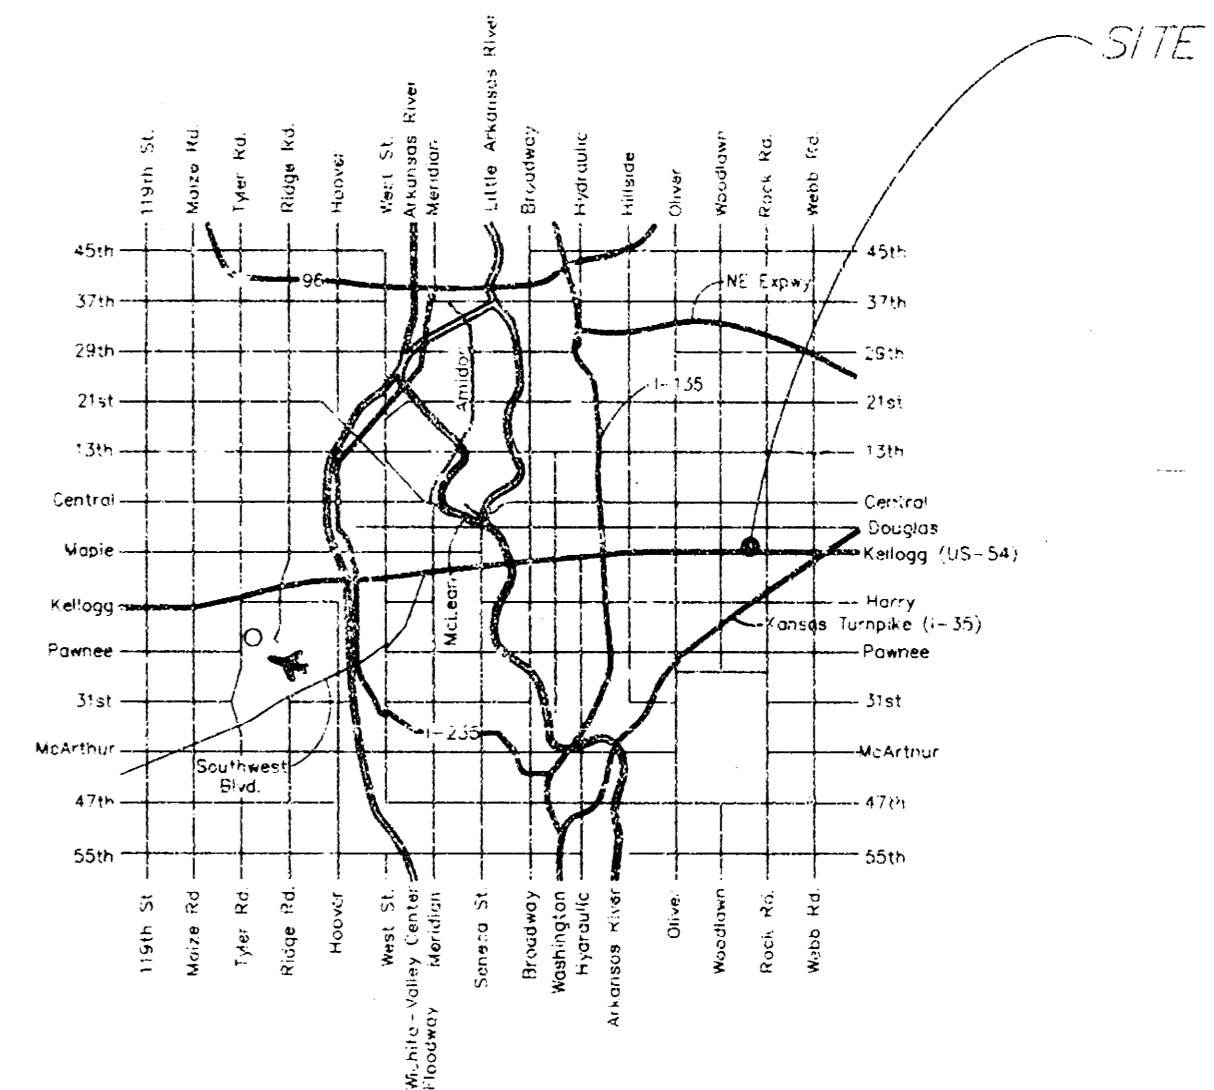 SITE
119th St.
Maize Rd.
Tyler Rd.
Ridge Rd.
Hoover
West St.
Arkansas River
Meridian
Little Arkansas River
Broadway
Hydraulic
Hillside
Oliver
Woodlawn
Rock Rd.
Webb Rd.
45th
45th
96
NE Expwy
37th
37th
29th
29th
Amidon
I-135
21st
21st
13th
13th
Central
Central
Douglas
Maple
Kellogg (US-54)
McLean
Kellogg
Harry
Kansas Turnpike (I-35)
Pawnee
Pawnee
31st
31st
I-235
McArthur
McArthur
Southwest
Blvd.
47th
47th
55th
55th
119th St
Maize Rd
Tyler Rd.
Ridge Rd.
Hoover
West St.
Wichita-Valley Center
Floodway
Meridian
Seneca St.
Broadway
Washington
Hydraulic
Arkansas River
Oliver
Woodlawn
Rock Rd.
Webb Rd.